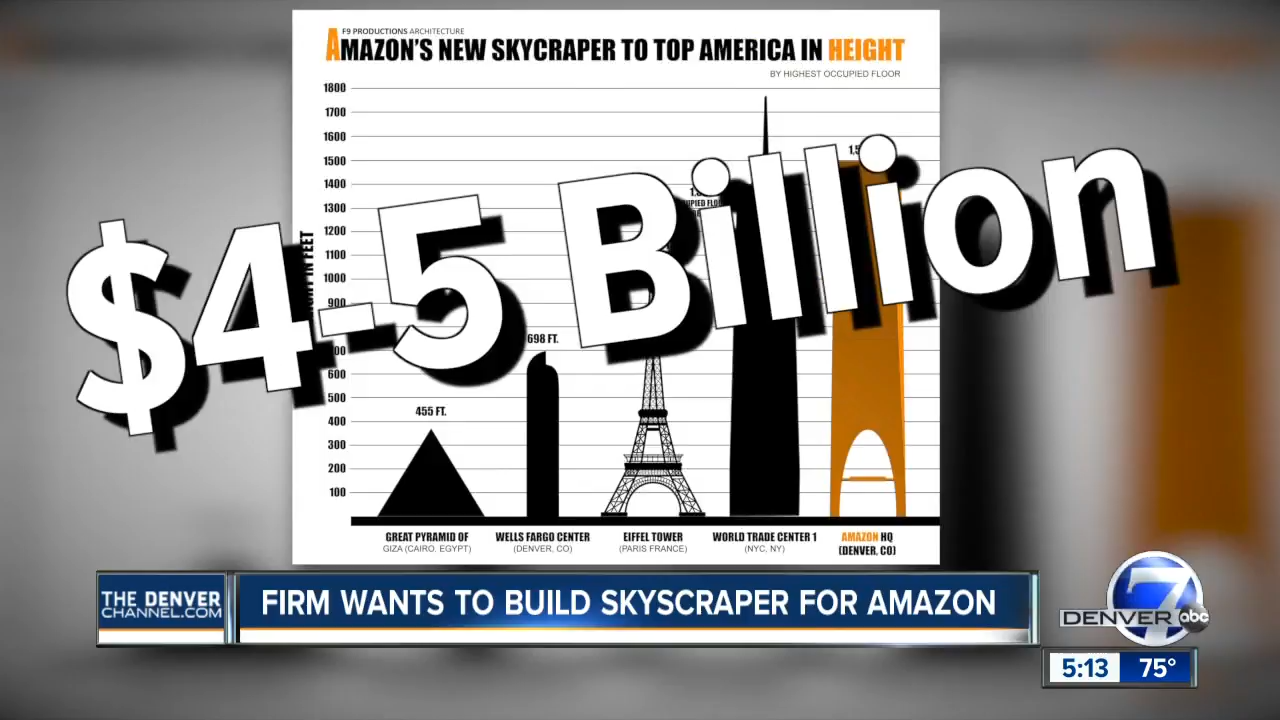 F9 PRODUCTIONS ARCHITECTURE
AMAZON'S NEW SKYCRAPER TO TOP AMERICA IN HEIGHT
BY HIGHEST OCCUPIED FLOOR
1800
1700
1600
1500
1400
1300
1200
1100
1000
900
600
500
400
300
200
100
IN FEET
$4-5 Billion
455 FT.
698 FT.
GREAT PYRAMID OF
GIZA (CAIRO, EGYPT)
WELLS FARGO CENTER
(DENVER, CO)
EIFFEL TOWER
(PARIS FRANCE)
WORLD TRADE CENTER 1
(NYC, NY)
AMAZON HQ
(DENVER, CO)
THE DENVER
CHANNEL.COM
FIRM WANTS TO BUILD SKYSCRAPER FOR AMAZON
7
DENVER abc
5:13 75°